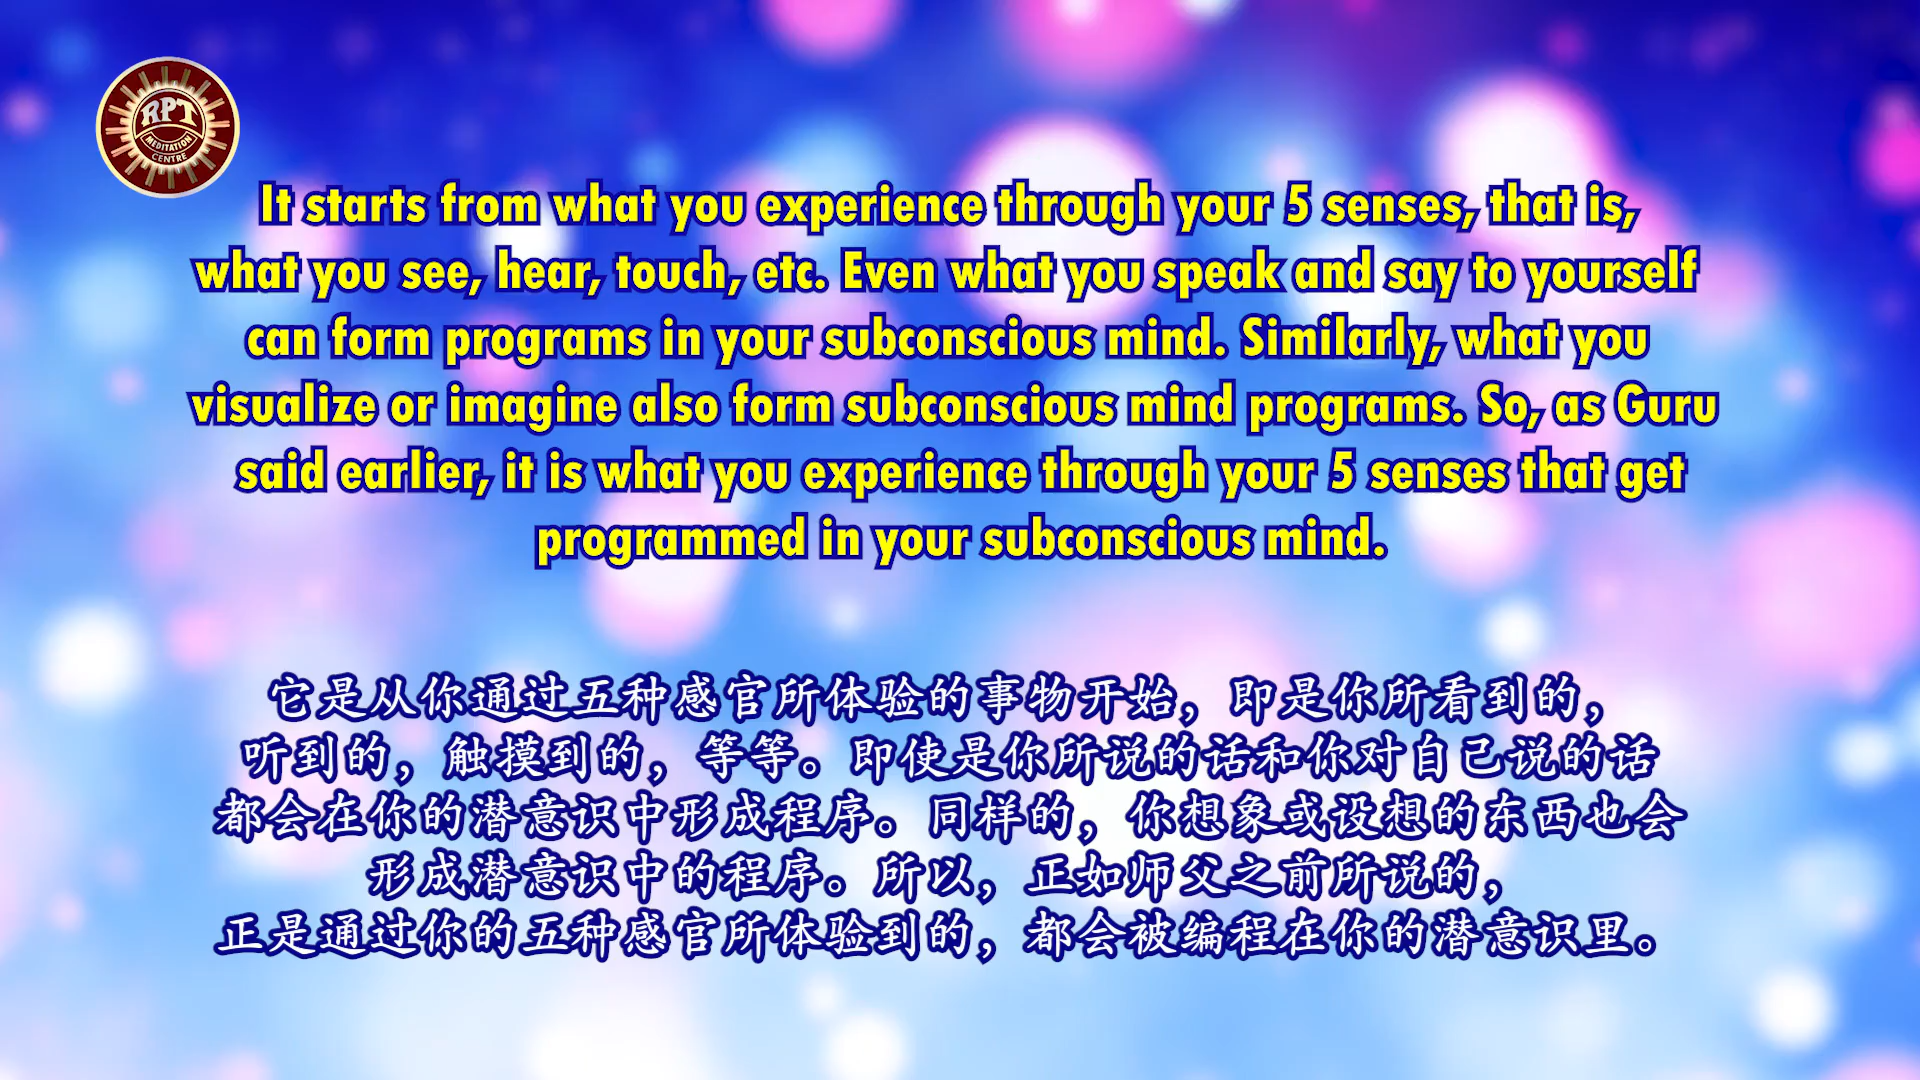 RPT
MEDITATION
CENTRE
It starts from what you experience through your 5 senses, that is,
what you see, hear, touch, etc. Even what you speak and say to yourself
can form programs in your subconscious mind. Similarly, what you
visualize or imagine also form subconscious mind programs. So, as Guru
said earlier, it is what you experience through your 5 senses that get
programmed in your subconscious mind.
它是从你通过五种感官所体验的事物开始，即是你所看到的，
听到的，触摸到的，等等。即使是你所说的话和你对自己说的话
都会在你的潜意识中形成程序。同样的，你想象或设想的东西也会
形成潜意识中的程序。所以，正如师父之前所说的，
正是通过你的五种感官所体验到的，都会被编程在你的潜意识里。